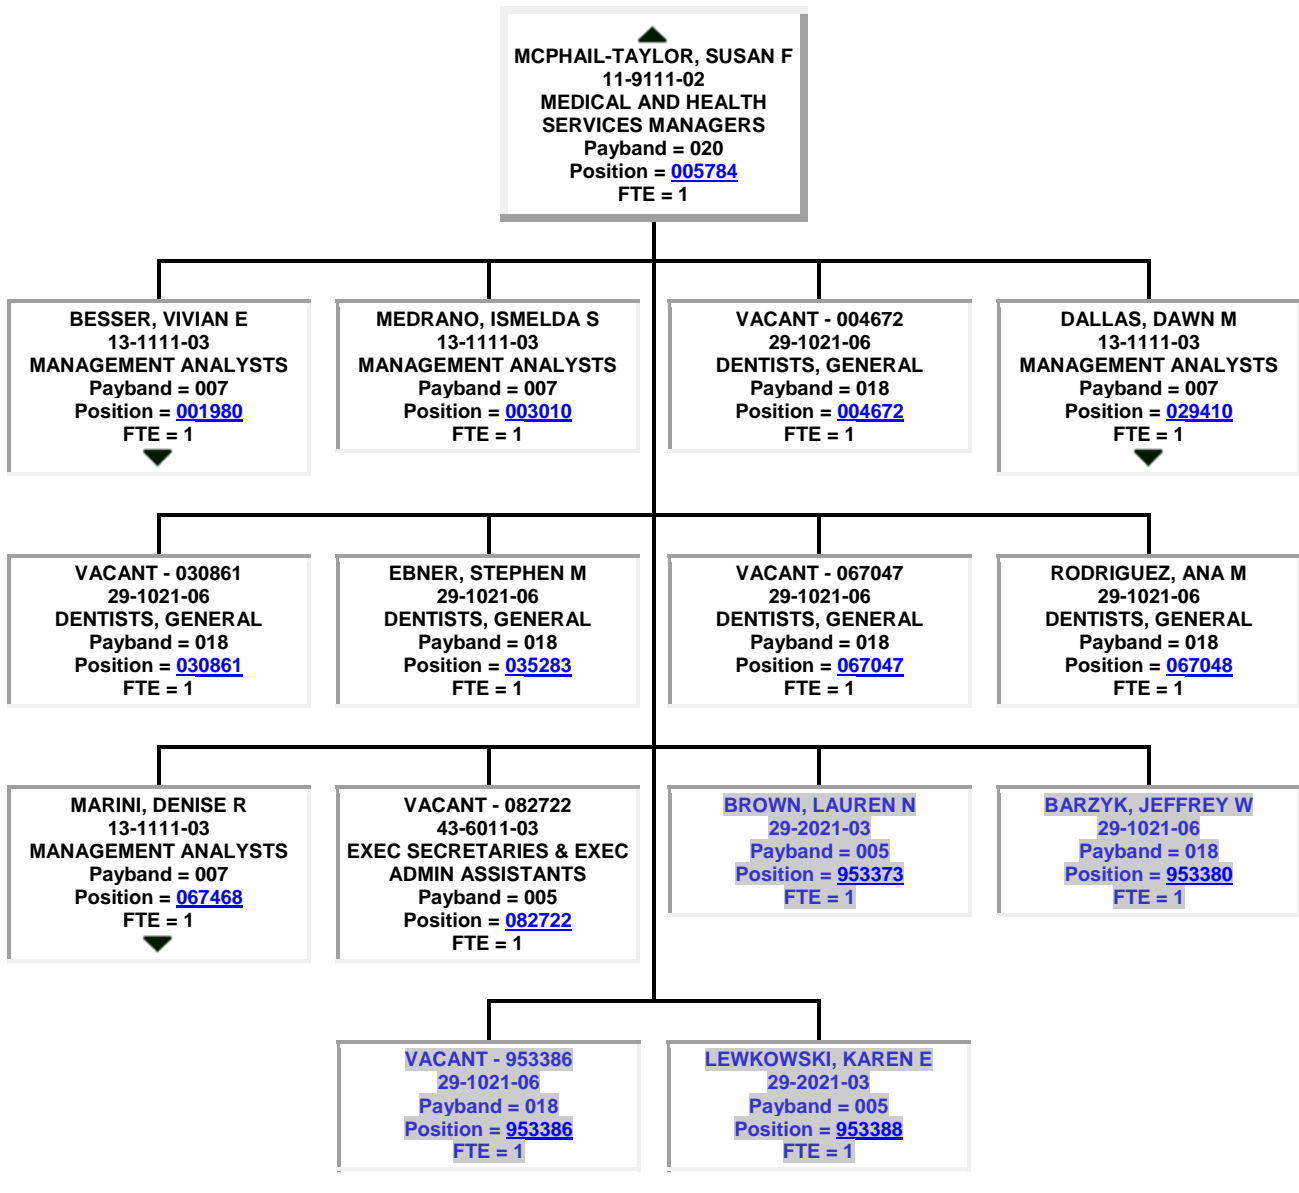 MCPHAIL-TAYLOR, SUSAN F
11-9111-02
MEDICAL AND HEALTH
SERVICES MANAGERS
Payband = 020
Position = 005784
FTE = 1
BESSER, VIVIAN E
13-1111-03
MANAGEMENT ANALYSTS
Payband = 007
Position = 001980
FTE = 1
MEDRANO, ISMELDA S
13-1111-03
MANAGEMENT ANALYSTS
Payband = 007
Position = 003010
FTE = 1
VACANT - 004672
29-1021-06
DENTISTS, GENERAL
Payband = 018
Position = 004672
FTE = 1
DALLAS, DAWN M
13-1111-03
MANAGEMENT ANALYSTS
Payband = 007
Position = 029410
FTE = 1
VACANT - 030861
29-1021-06
DENTISTS, GENERAL
Payband = 018
Position = 030861
FTE = 1
EBNER, STEPHEN M
29-1021-06
DENTISTS, GENERAL
Payband = 018
Position = 035283
FTE = 1
VACANT - 067047
29-1021-06
DENTISTS, GENERAL
Payband = 018
Position = 067047
FTE = 1
RODRIGUEZ, ANA M
29-1021-06
DENTISTS, GENERAL
Payband = 018
Position = 067048
FTE = 1
MARINI, DENISE R
13-1111-03
MANAGEMENT ANALYSTS
Payband = 007
Position = 067468
FTE = 1
VACANT - 082722
43-6011-03
EXEC SECRETARIES & EXEC
ADMIN ASSISTANTS
Payband = 005
Position = 082722
FTE = 1
BROWN, LAUREN N
29-2021-03
Payband = 005
Position = 953373
FTE = 1
BARZYK, JEFFREY W
29-1021-06
Payband = 018
Position = 953380
FTE = 1
VACANT - 953386
29-1021-06
Payband = 018
Position = 953386
FTE = 1
LEWKOWSKI, KAREN E
29-2021-03
Payband = 005
Position = 953388
FTE = 1